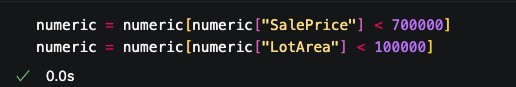 numeric = numeric[numeric["SalePrice"] < 700000]
numeric = numeric[numeric["LotArea"] < 100000]
✓ 0.0s